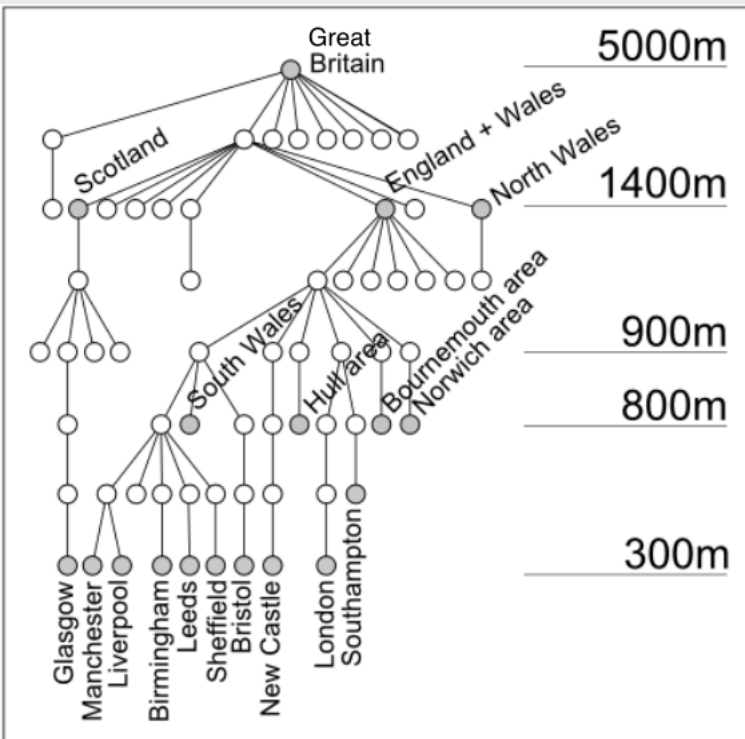 Great
Britain
5000m
Scotland
England + Wales
North Wales
1400m
South Wales
Hull area
Bournemouth area
Norwich area
900m
800m
300m
Glasgow
Manchester
Liverpool
Birmingham
Leeds
Sheffield
Bristol
New Castle
London
Southampton